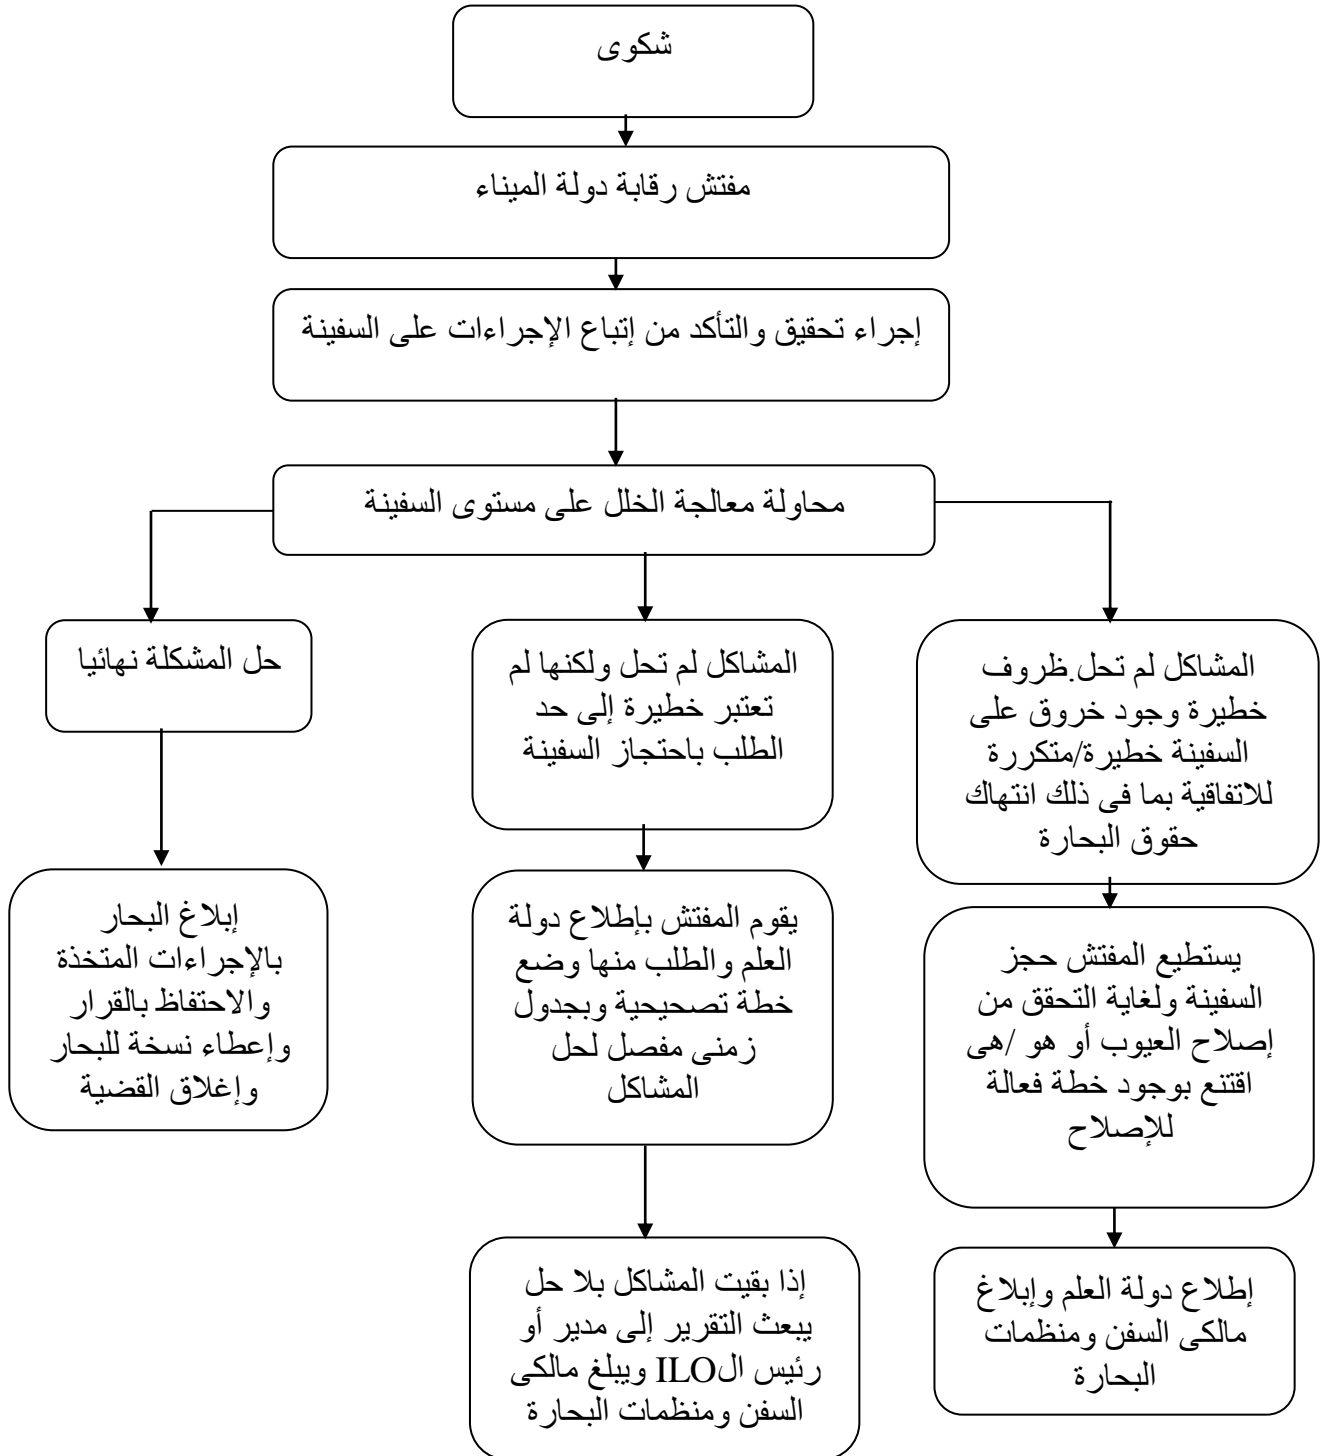 شكوى
مفتش رقابة دولة الميناء
إجراء تحقيق والتأكد من إتباع الإجراءات على السفينة
محاولة معالجة الخلل على مستوى السفينة
المشاكل لم تحل.ظروف
خطيرة وجود خروق على
السفينة خطيرة/متكررة
للاتفاقية بما فى ذلك انتهاك
حقوق البحارة
يستطيع المفتش حجز
السفينة ولغاية التحقق من
إصلاح العيوب أو هو /هى
اقتنع بوجود خطة فعالة
للإصلاح
إطلاع دولة العلم وإبلاغ
مالكى السفن ومنظمات
البحارة
المشاكل لم تحل ولكنها لم
تعتبر خطيرة إلى حد
الطلب باحتجاز السفينة
يقوم المفتش بإطلاع دولة
العلم والطلب منها وضع
خطة تصحيحية وبجدول
زمنى مفصل لحل
المشاكل
إذا بقيت المشاكل بلا حل
يبعث التقرير إلى مدير أو
رئيس الILO ويبلغ مالكى
السفن ومنظمات البحارة
حل المشكلة نهائيا
إبلاغ البحار
بالإجراءات المتخذة
والاحتفاظ بالقرار
وإعطاء نسخة للبحار
وإغلاق القضية